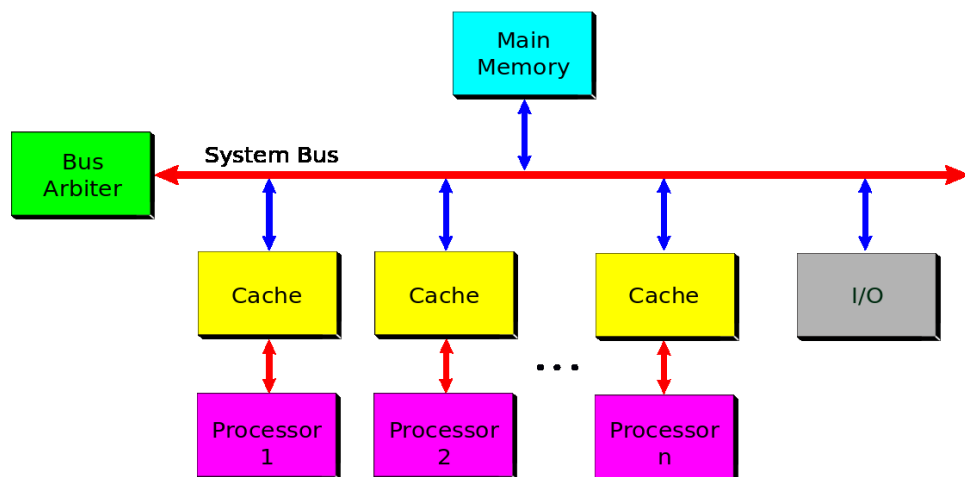 Main
Memory
System Bus
Bus
Arbiter
Cache
Cache
Cache
I/O
...
Processor
1
Processor
2
Processor
n